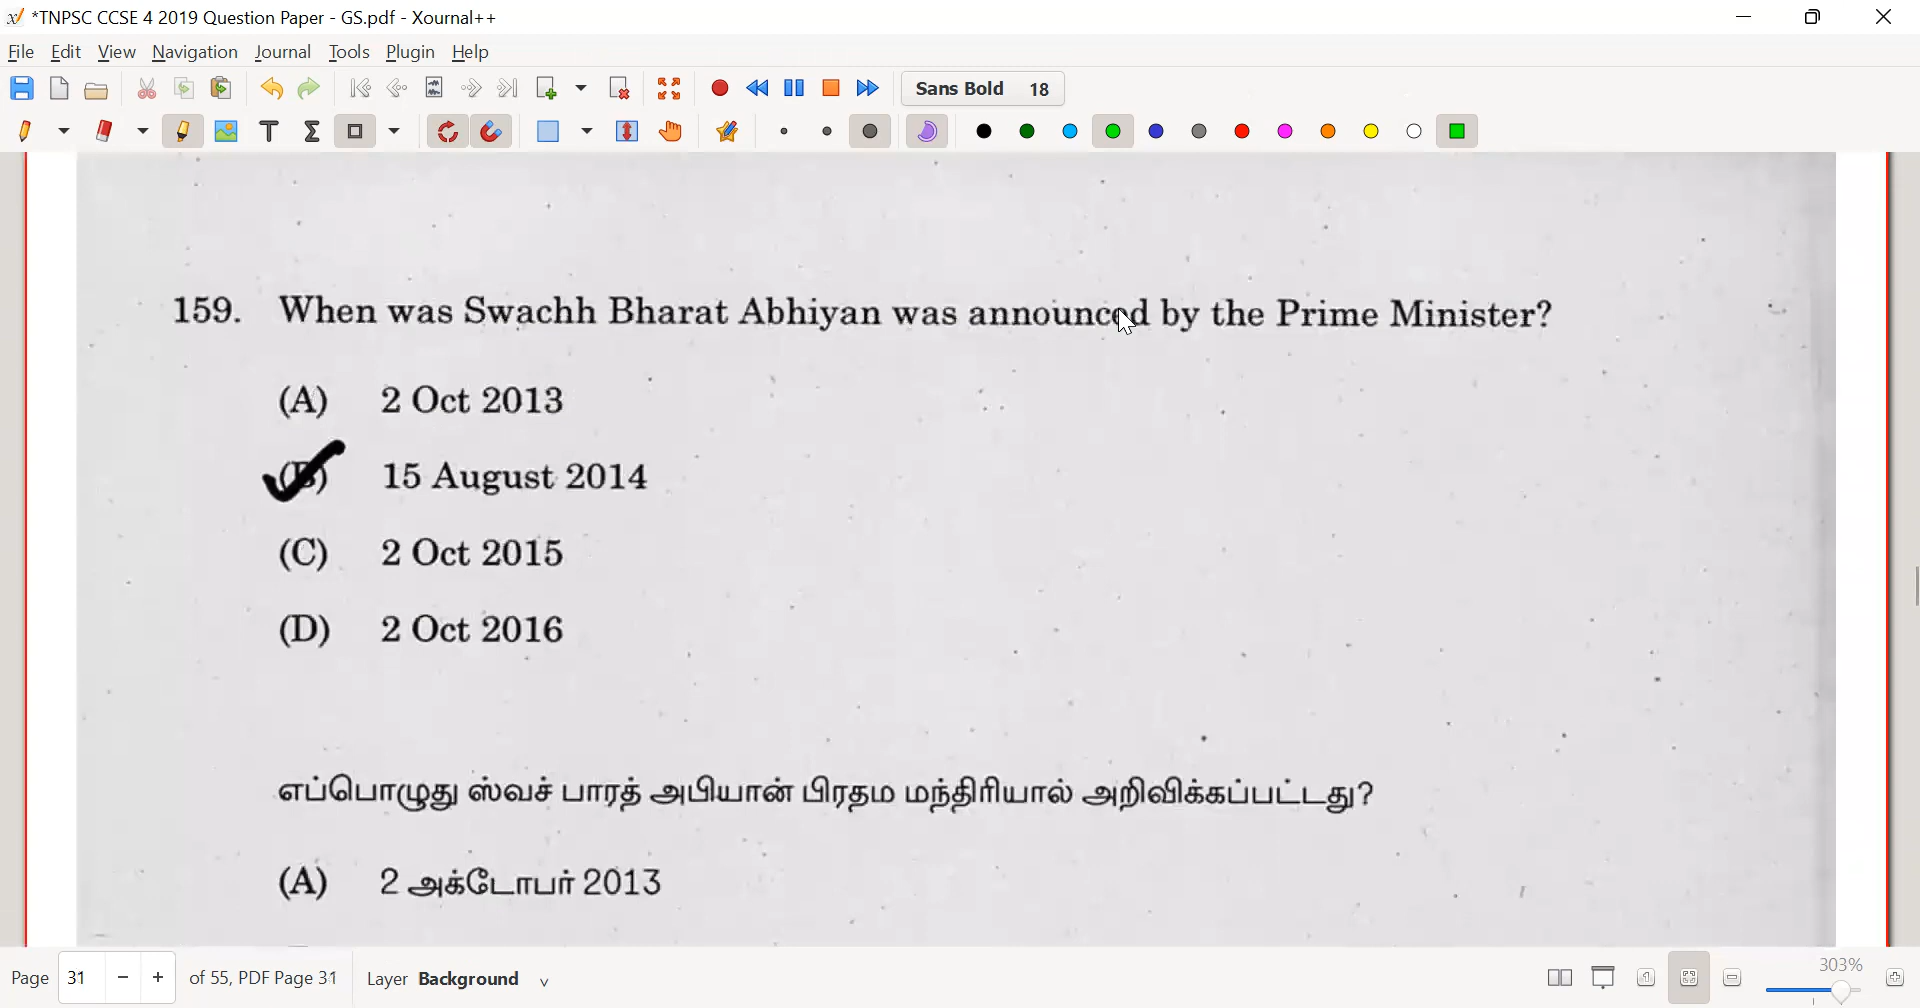 *TNPSC CCSE 4 2019 Question Paper - GS.pdf - Xournal++
File Edit View Navigation Journal Tools Plugin Help
Sans Bold 18
159. When was Swachh Bharat Abhiyan was announced by the Prime Minister?
(A) 2 Oct 2013
(B) 15 August 2014
(C) 2 Oct 2015
(D) 2 Oct 2016
எப்பொழுது ஸ்வச் பாரத் அபியான் பிரதம மந்திரியால் அறிவிக்கப்பட்டது?
(A) 2 அக்டோபர் 2013
Page 31 of 55, PDF Page 31 Layer Background 303%